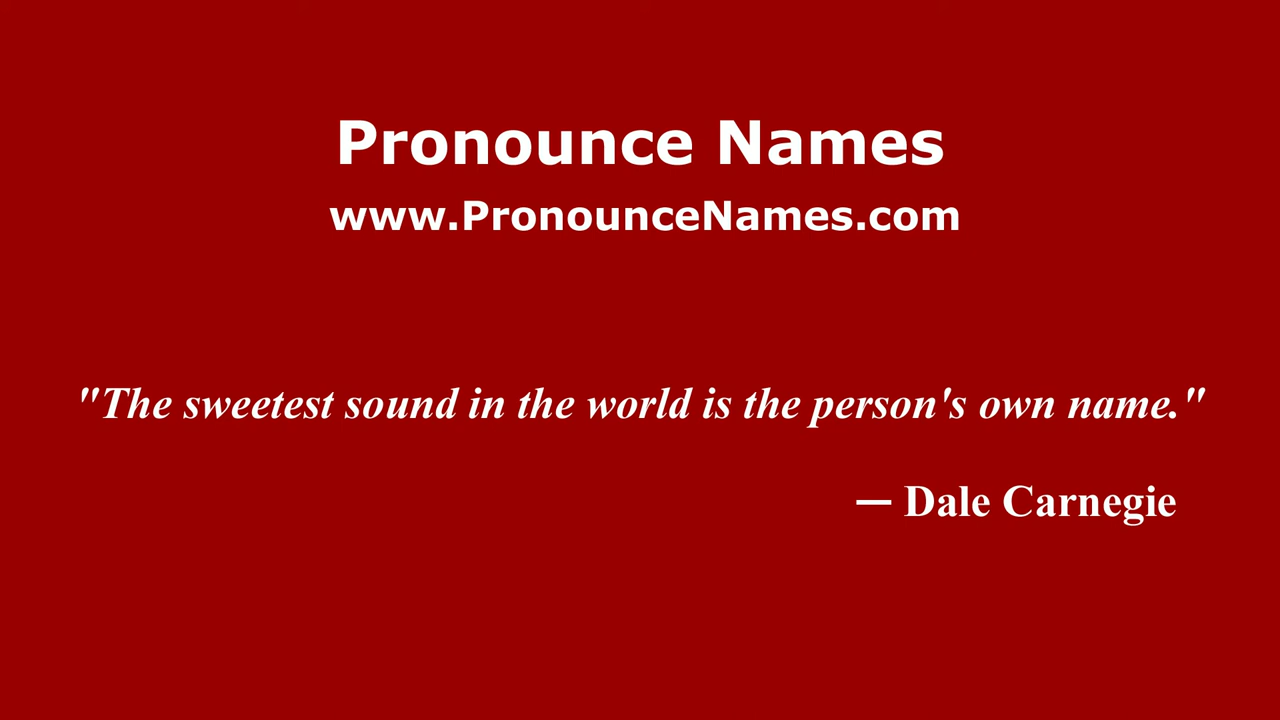 Pronounce Names
www.PronounceNames.com
"The sweetest sound in the world is the person's own name."
— Dale Carnegie